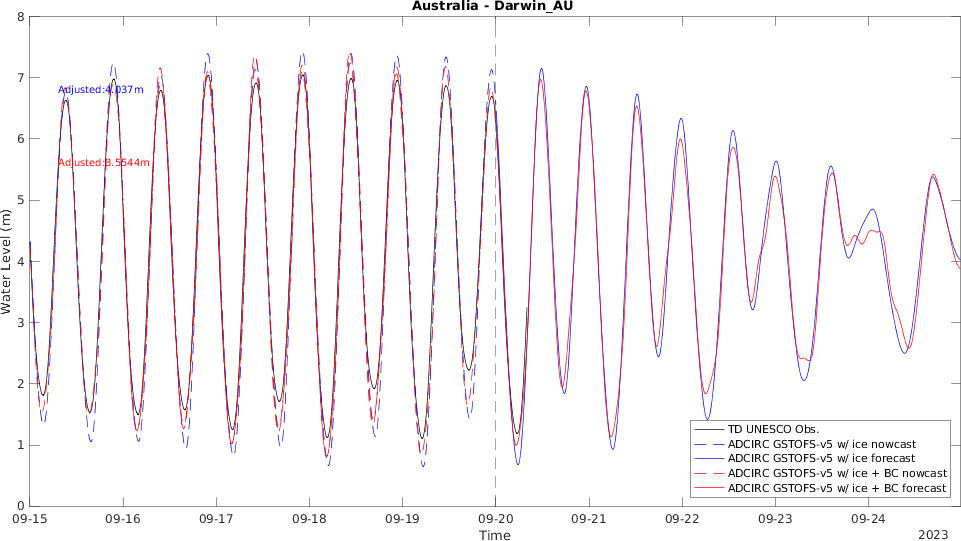 Australia - Darwin_AU
8
7
6
5
4
3
2
1
0
Water Level (m)
Adjusted:4.037m
Adjusted:3.5544m
TD UNESCO Obs.
ADCIRC GSTOFS-v5 w/ ice nowcast
ADCIRC GSTOFS-v5 w/ ice forecast
ADCIRC GSTOFS-v5 w/ ice + BC nowcast
ADCIRC GSTOFS-v5 w/ ice + BC forecast
09-15 09-16 09-17 09-18 09-19 09-20 09-21 09-22 09-23 09-24
Time
2023